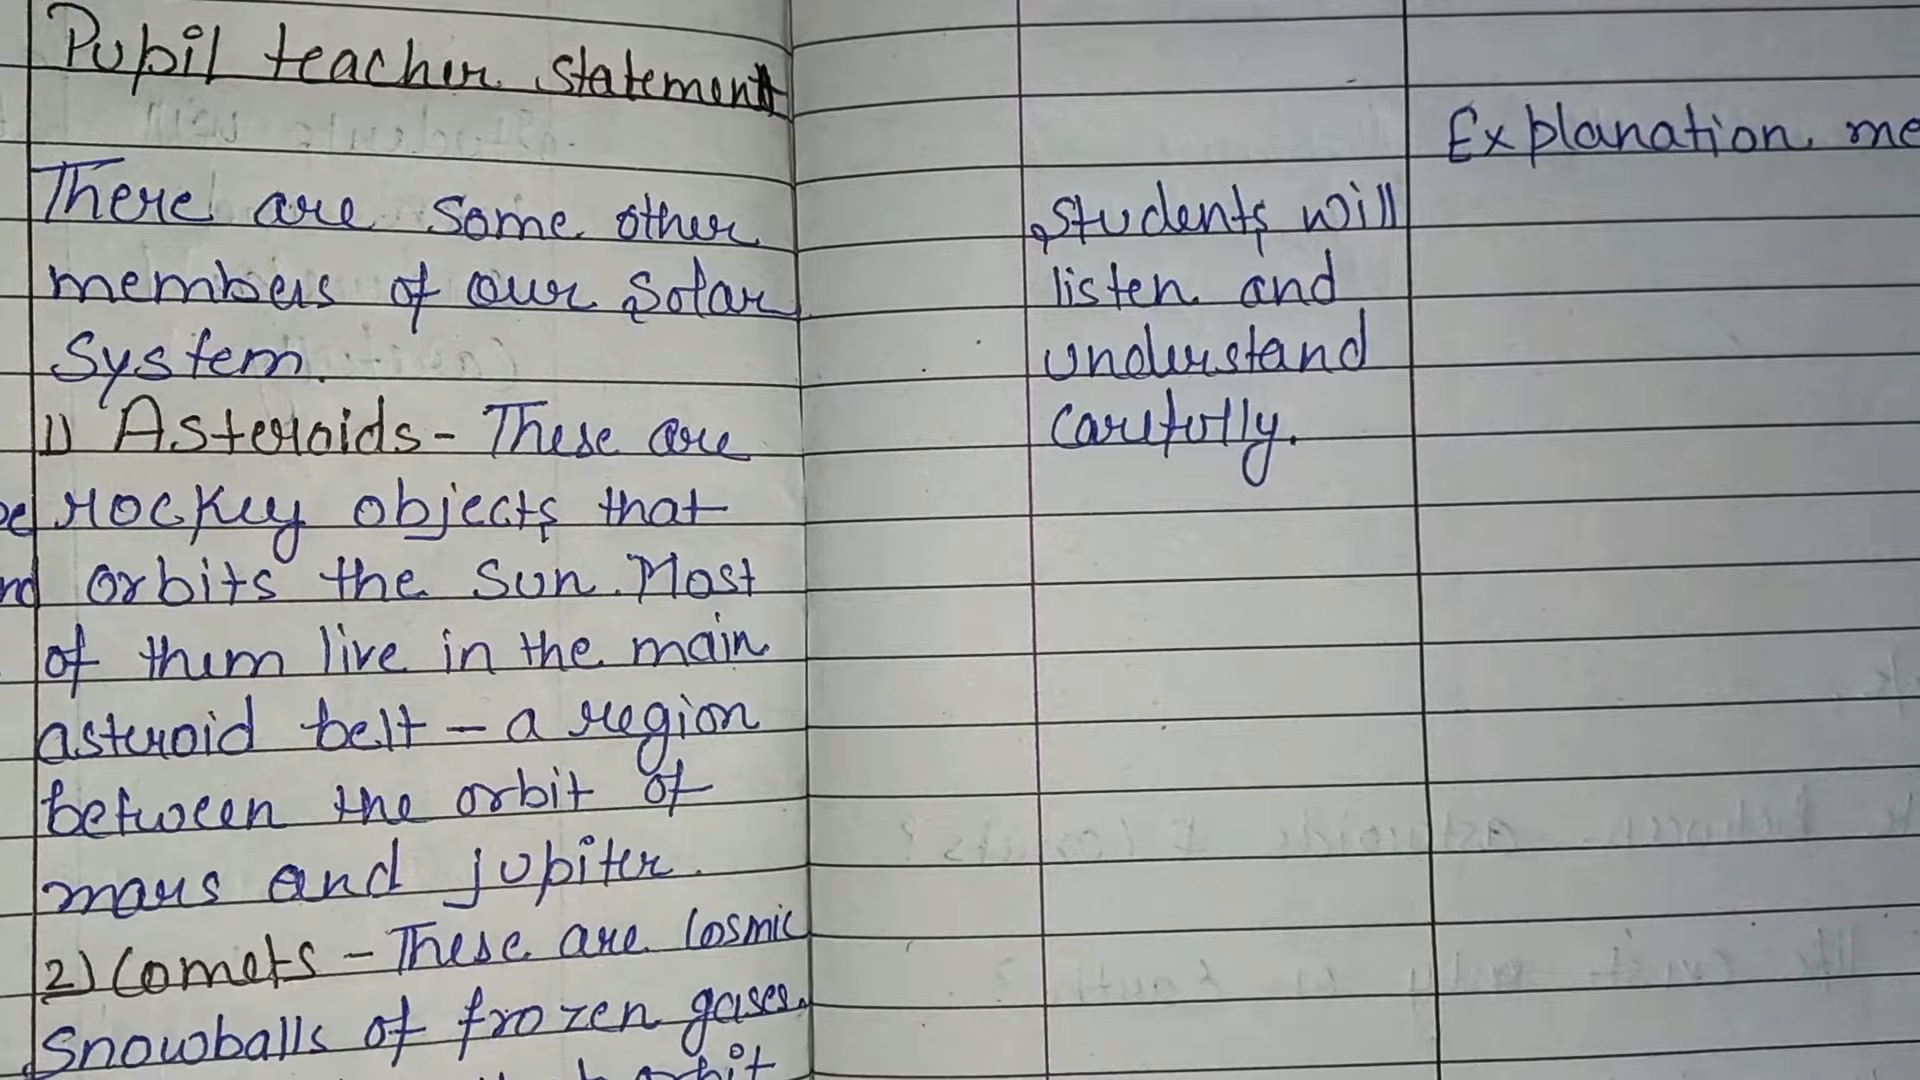 Pupil teacher statement
There are some other
members of our Solar
System.
1) Asteroids - These are
rockey objects that
orbits the Sun. Most
of them live in the main
asteroid belt - a region
between the orbit of
mars and jupiter.
2) Comets - These are Cosmic
Snowballs of frozen gases,
orbit
Students will
listen and
understand
carefully.
Explanation